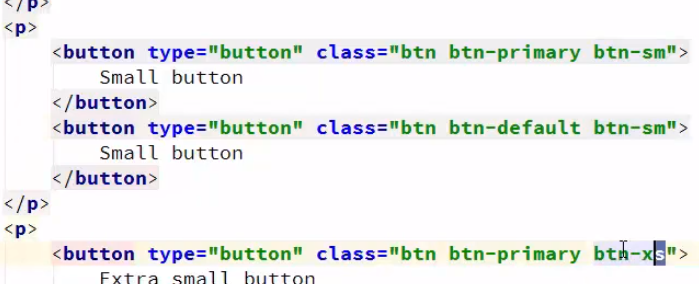 </p>
<p>
<button type="button" class="btn btn-primary btn-sm">
Small button
</button>
<button type="button" class="btn btn-default btn-sm">
Small button
</button>
</p>
<p>
<button type="button" class="btn btn-primary btn-xs">
Extra small button